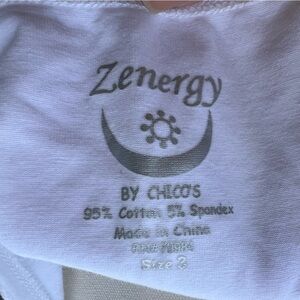 Zenergy
BY CHICO'S
95% Cotton 5% Spandex
Made in China
Size 2